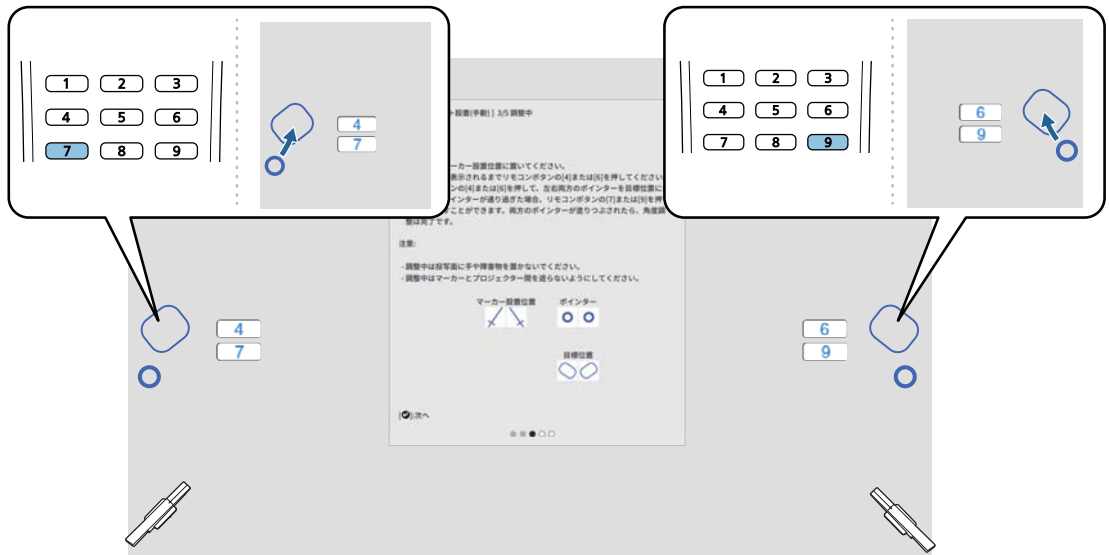 1 2 3
4 5 6
7 8 9
4
7
1 2 3
4 5 6
7 8 9
6
9
ト設置(手動)] 3/5 調整中
ーカー設置位置に置いてください。
表示されるまでリモコンボタンの[4]または[6]を押してください
ンの[4]または[6]を押して、左右両方のポインターを目標位置に
インターが通り過ぎた場合、リモコンボタンの[7]または[9]を押
すことができます。両方のポインターが塗りつぶされたら、角度調
整は完了です。
注意:
- 調整中は投写面に手や障害物を置かないでください。
- 調整中はマーカーとプロジェクター間を遮らないようにしてください。
マーカー設置位置 ポインター
目標位置
[ ]:次へ
4
7
6
9